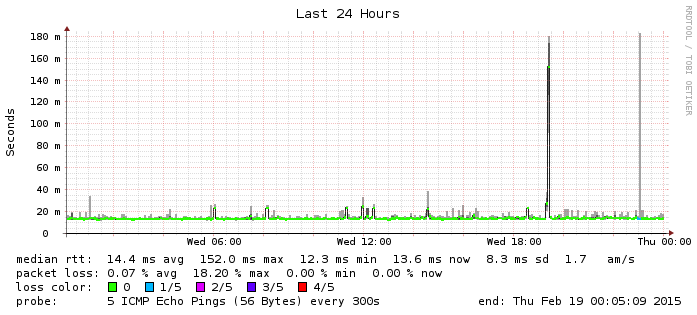 Last 24 Hours
RRDTOOL / TOBI OETIKER
Seconds
180 m
160 m
140 m
120 m
100 m
80 m
60 m
40 m
20 m
0
Wed 06:00 Wed 12:00 Wed 18:00 Thu 00:00
median rtt: 14.4 ms avg 152.0 ms max 12.3 ms min 13.6 ms now 8.3 ms sd 1.7 am/s
packet loss: 0.07 % avg 18.20 % max 0.00 % min 0.00 % now
loss color: 0 1/5 2/5 3/5 4/5
probe: 5 ICMP Echo Pings (56 Bytes) every 300s end: Thu Feb 19 00:05:09 2015